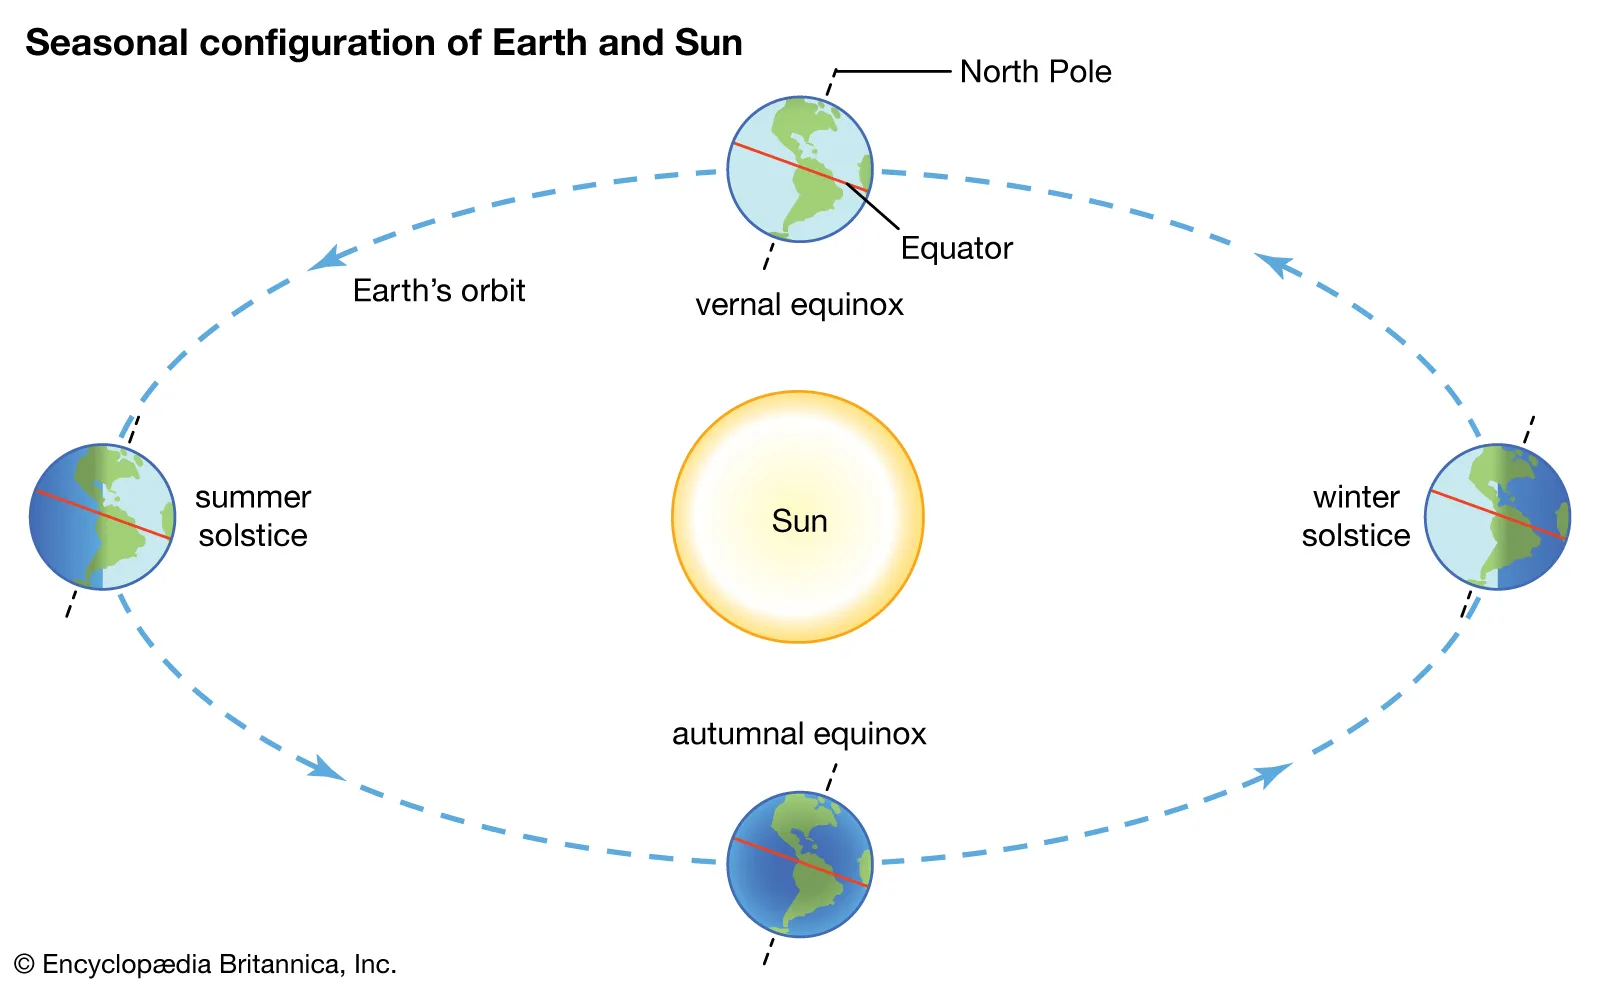 Seasonal configuration of Earth and Sun
North Pole
Equator
Earth’s orbit
vernal equinox
summer
solstice
Sun
winter
solstice
autumnal equinox
© Encyclopædia Britannica, Inc.